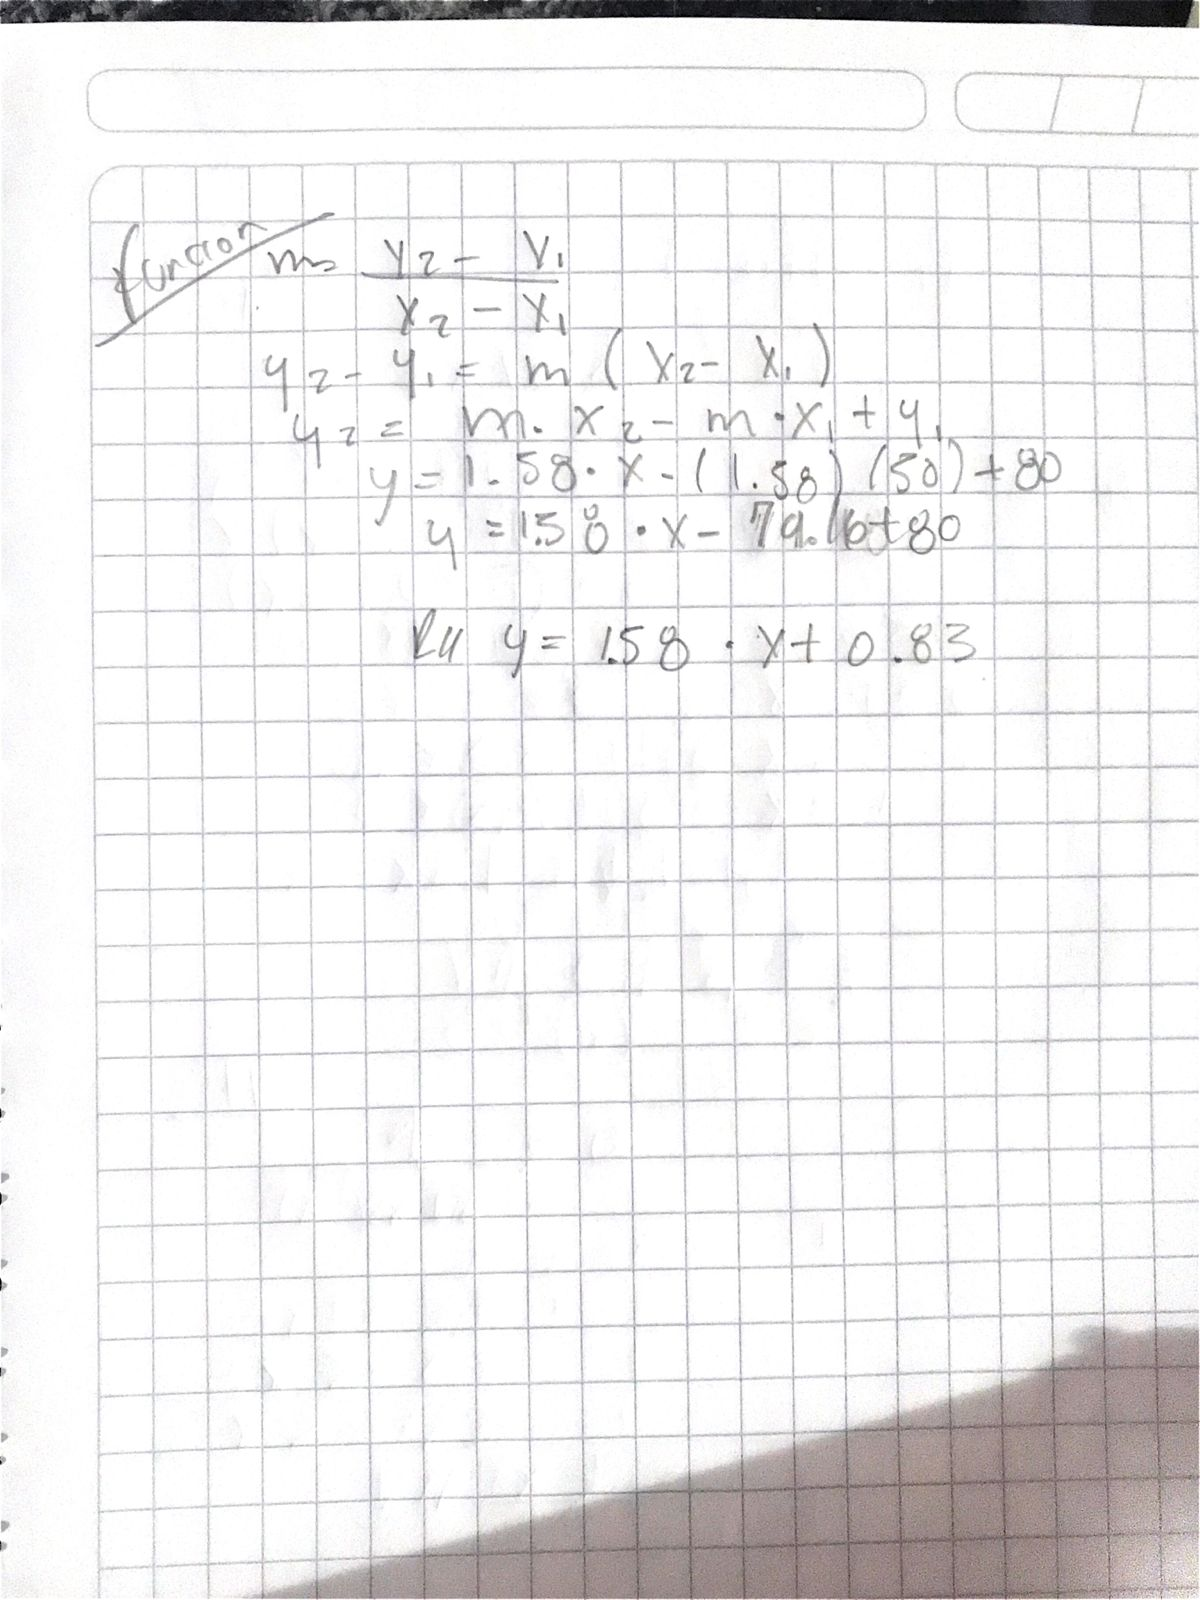 funcion m= y2 - y1
x2 - x1
y2 - y1 = m (x2 - x1)
y2 = m · x2 - m · x1 + y1
y = 1.58 · x - (1.58) (50) + 80
y = 1.58 · x - 79.16 + 80
R// y = 1.58 · x + 0.83